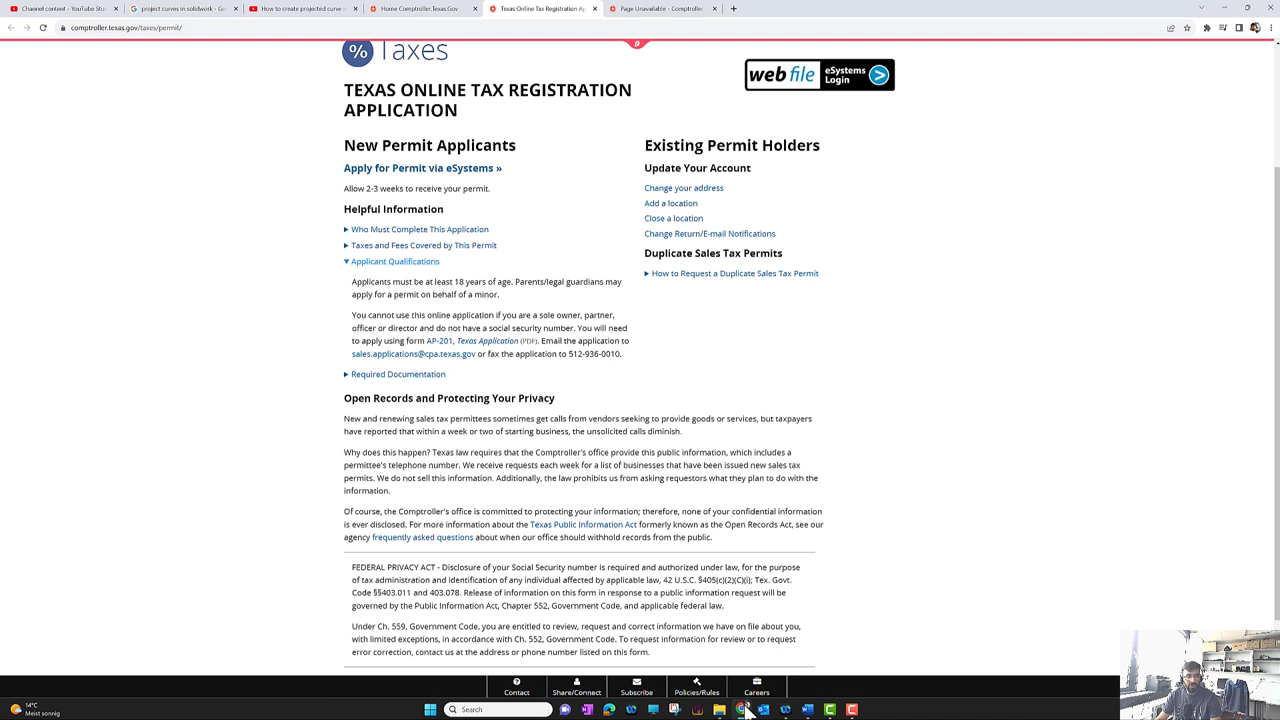 Channel content - YouTube Stu
project curves in solidwork - Go
How to create projected curve i
Home Comptroller.Texas.Gov
Texas Online Tax Registration Ap
Page Unavailable - Comptroller.
comptroller.texas.gov/taxes/permit/
% Taxes
web file eSystems Login
TEXAS ONLINE TAX REGISTRATION
APPLICATION
New Permit Applicants
Apply for Permit via eSystems »
Allow 2-3 weeks to receive your permit.
Helpful Information
Who Must Complete This Application
Taxes and Fees Covered by This Permit
Applicant Qualifications
Applicants must be at least 18 years of age. Parents/legal guardians may
apply for a permit on behalf of a minor.
You cannot use this online application if you are a sole owner, partner,
officer or director and do not have a social security number. You will need
to apply using form AP-201, Texas Application (PDF). Email the application to
sales.applications@cpa.texas.gov or fax the application to 512-936-0010.
Required Documentation
Existing Permit Holders
Update Your Account
Change your address
Add a location
Close a location
Change Return/E-mail Notifications
Duplicate Sales Tax Permits
How to Request a Duplicate Sales Tax Permit
Open Records and Protecting Your Privacy
New and renewing sales tax permittees sometimes get calls from vendors seeking to provide goods or services, but taxpayers
have reported that within a week or two of starting business, the unsolicited calls diminish.
Why does this happen? Texas law requires that the Comptroller's office provide this public information, which includes a
permittee's telephone number. We receive requests each week for a list of businesses that have been issued new sales tax
permits. We do not sell this information. Additionally, the law prohibits us from asking requestors what they plan to do with the
information.
Of course, the Comptroller's office is committed to protecting your information; therefore, none of your confidential information
is ever disclosed. For more information about the Texas Public Information Act formerly known as the Open Records Act, see our
agency frequently asked questions about when our office should withhold records from the public.
FEDERAL PRIVACY ACT - Disclosure of your Social Security number is required and authorized under law, for the purpose
of tax administration and identification of any individual affected by applicable law, 42 U.S.C. §405(c)(2)(C)(i); Tex. Govt.
Code §§403.011 and 403.078. Release of information on this form in response to a public information request will be
governed by the Public Information Act, Chapter 552, Government Code, and applicable federal law.
Under Ch. 559, Government Code, you are entitled to review, request and correct information we have on file about you,
with limited exceptions, in accordance with Ch. 552, Government Code. To request information for review or to request
error correction, contact us at the address or phone number listed on this form.
Contact
Share/Connect
Subscribe
Policies/Rules
Careers
14°C
Meist sonnig
Search